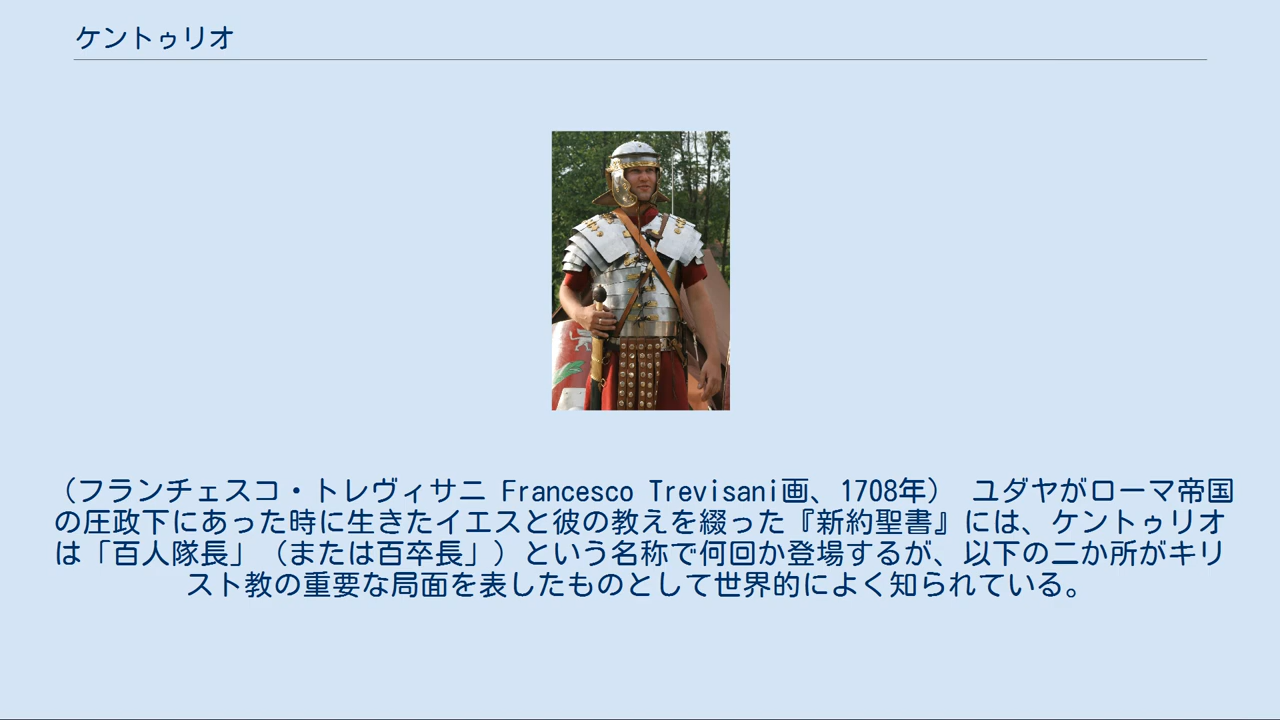 ケントゥリオ
（フランチェスコ・トレヴィサニ Francesco Trevisani画、1708年） ユダヤがローマ帝国
の圧政下にあった時に生きたイエスと彼の教えを綴った『新約聖書』には、ケントゥリオ
は「百人隊長」（または百卒長」）という名称で何回か登場するが、以下の二か所がキリ
スト教の重要な局面を表したものとして世界的によく知られている。